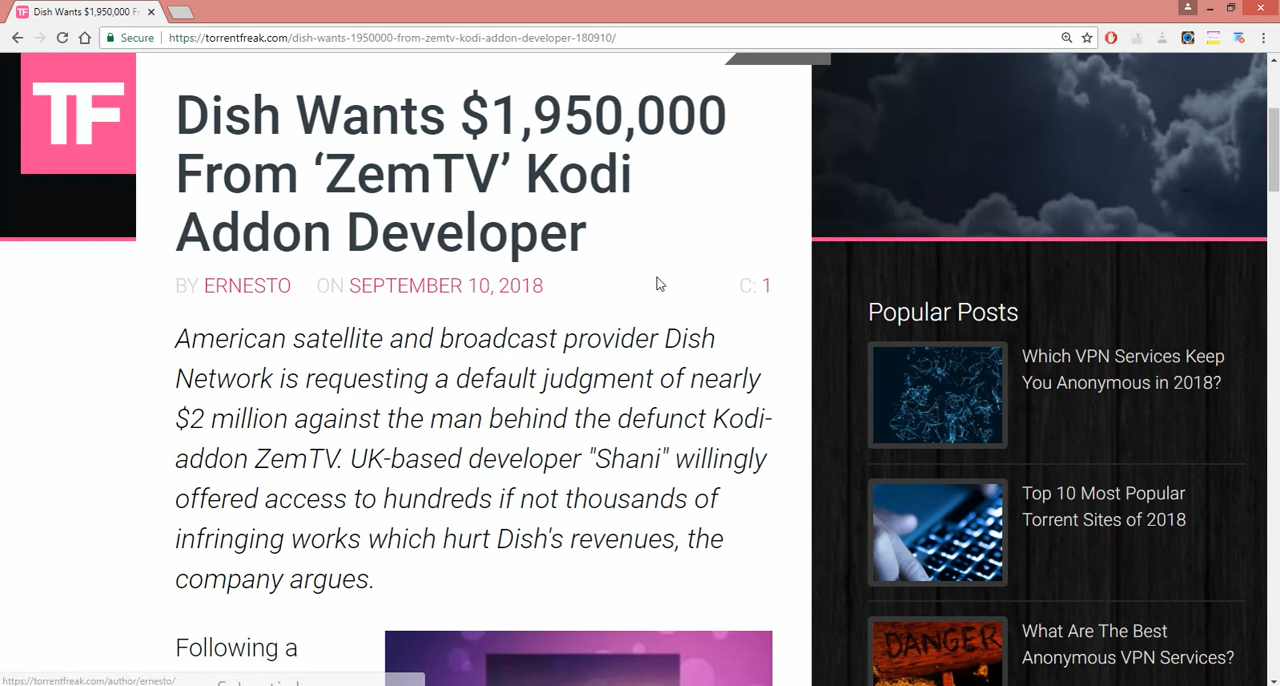 Dish Wants $1,950,000 Fr
Secure
https://torrentfreak.com/dish-wants-1950000-from-zemtv-kodi-addon-developer-180910/
TF
Dish Wants $1,950,000
From ‘ZemTV’ Kodi
Addon Developer
BY ERNESTO ON SEPTEMBER 10, 2018 C: 1
American satellite and broadcast provider Dish
Network is requesting a default judgment of nearly
$2 million against the man behind the defunct Kodi-
addon ZemTV. UK-based developer "Shani" willingly
offered access to hundreds if not thousands of
infringing works which hurt Dish's revenues, the
company argues.
Following a
Popular Posts
Which VPN Services Keep
You Anonymous in 2018?
Top 10 Most Popular
Torrent Sites of 2018
DANGER
What Are The Best
Anonymous VPN Services?
https://torrentfreak.com/author/ernesto/